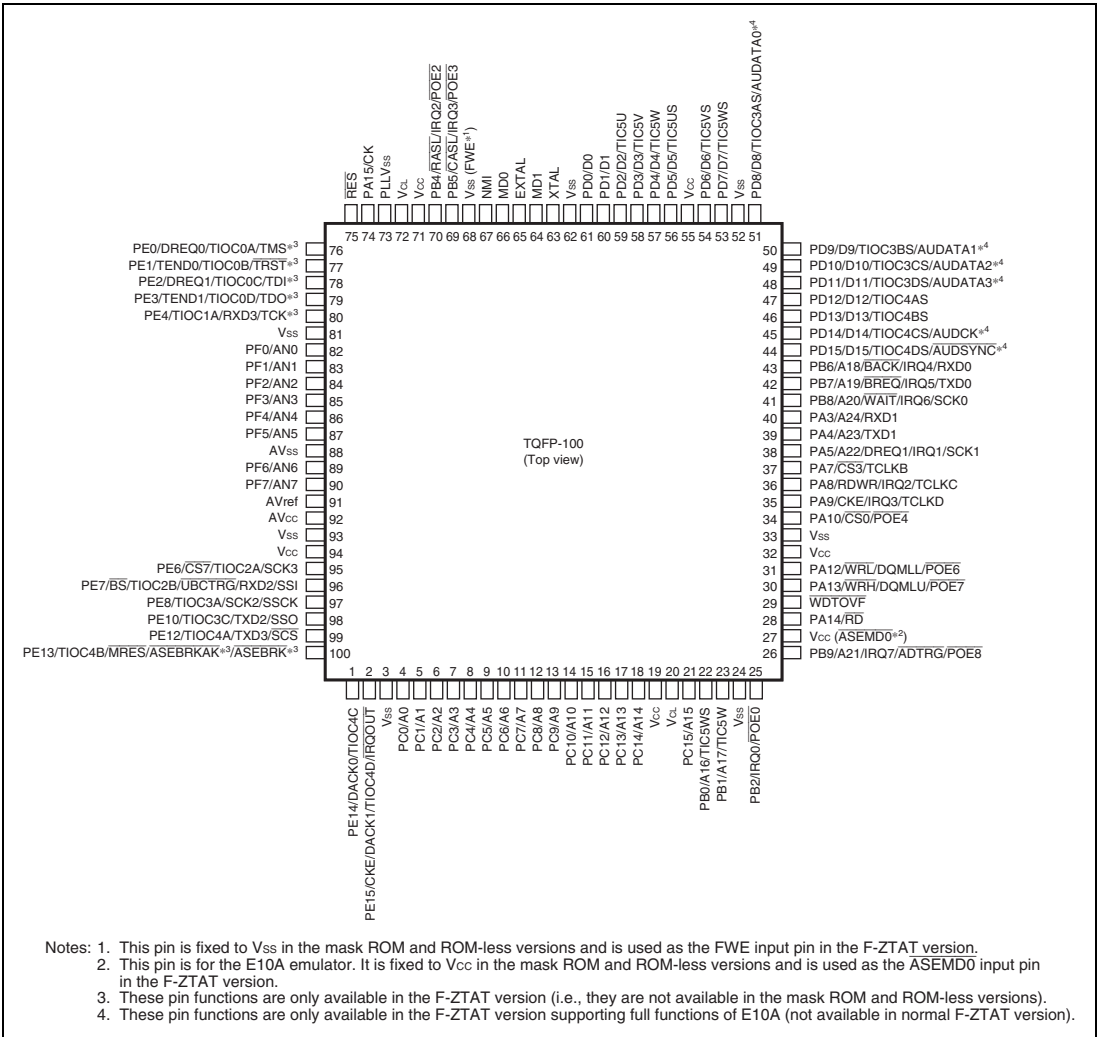 RES
PA15/CK
PLLVss
VCL
Vcc
PB4/RASL/IRQ2/POE2
PB5/CASL/IRQ3/POE3
Vss (FWE*1)
NMI
MD0
EXTAL
MD1
XTAL
Vss
PD0/D0
PD1/D1
PD2/D2/TIC5U
PD3/D3/TIC5V
PD4/D4/TIC5W
PD5/D5/TIC5US
Vcc
PD6/D6/TIC5VS
PD7/D7/TIC5WS
Vss
PD8/D8/TIOC3AS/AUDATA0*4
75 74 73 72 71 70 69 68 67 66 65 64 63 62 61 60 59 58 57 56 55 54 53 52 51
PE0/DREQ0/TIOC0A/TMS*3 76
PE1/TEND0/TIOC0B/TRST*3 77
PE2/DREQ1/TIOC0C/TDI*3 78
PE3/TEND1/TIOC0D/TDO*3 79
PE4/TIOC1A/RXD3/TCK*3 80
Vss 81
PF0/AN0 82
PF1/AN1 83
PF2/AN2 84
PF3/AN3 85
PF4/AN4 86
PF5/AN5 87
AVss 88
PF6/AN6 89
PF7/AN7 90
AVref 91
AVcc 92
Vss 93
Vcc 94
PE6/CS7/TIOC2A/SCK3 95
PE7/BS/TIOC2B/UBCTRG/RXD2/SSI 96
PE8/TIOC3A/SCK2/SSCK 97
PE10/TIOC3C/TXD2/SSO 98
PE12/TIOC4A/TXD3/SCS 99
PE13/TIOC4B/MRES/ASEBRKAK*3/ASEBRK*3 100
TQFP-100
(Top view)
50 PD9/D9/TIOC3BS/AUDATA1*4
49 PD10/D10/TIOC3CS/AUDATA2*4
48 PD11/D11/TIOC3DS/AUDATA3*4
47 PD12/D12/TIOC4AS
46 PD13/D13/TIOC4BS
45 PD14/D14/TIOC4CS/AUDCK*4
44 PD15/D15/TIOC4DS/AUDSYNC*4
43 PB6/A18/BACK/IRQ4/RXD0
42 PB7/A19/BREQ/IRQ5/TXD0
41 PB8/A20/WAIT/IRQ6/SCK0
40 PA3/A24/RXD1
39 PA4/A23/TXD1
38 PA5/A22/DREQ1/IRQ1/SCK1
37 PA7/CS3/TCLKB
36 PA8/RDWR/IRQ2/TCLKC
35 PA9/CKE/IRQ3/TCLKD
34 PA10/CS0/POE4
33 Vss
32 Vcc
31 PA12/WRL/DQMLL/POE6
30 PA13/WRH/DQMLU/POE7
29 WDTOVF
28 PA14/RD
27 Vcc (ASEMD0*2)
26 PB9/A21/IRQ7/ADTRG/POE8
1 2 3 4 5 6 7 8 9 10 11 12 13 14 15 16 17 18 19 20 21 22 23 24 25
PE14/DACK0/TIOC4C
PE15/CKE/DACK1/TIOC4D/IRQOUT
Vss
PC0/A0
PC1/A1
PC2/A2
PC3/A3
PC4/A4
PC5/A5
PC6/A6
PC7/A7
PC8/A8
PC9/A9
PC10/A10
PC11/A11
PC12/A12
PC13/A13
PC14/A14
Vcc
VCL
PC15/A15
PB0/A16/TIC5WS
PB1/A17/TIC5W
Vss
PB2/IRQ0/POE0
Notes: 1. This pin is fixed to Vss in the mask ROM and ROM-less versions and is used as the FWE input pin in the F-ZTAT version.
2. This pin is for the E10A emulator. It is fixed to Vcc in the mask ROM and ROM-less versions and is used as the ASEMD0 input pin
in the F-ZTAT version.
3. These pin functions are only available in the F-ZTAT version (i.e., they are not available in the mask ROM and ROM-less versions).
4. These pin functions are only available in the F-ZTAT version supporting full functions of E10A (not available in normal F-ZTAT version).